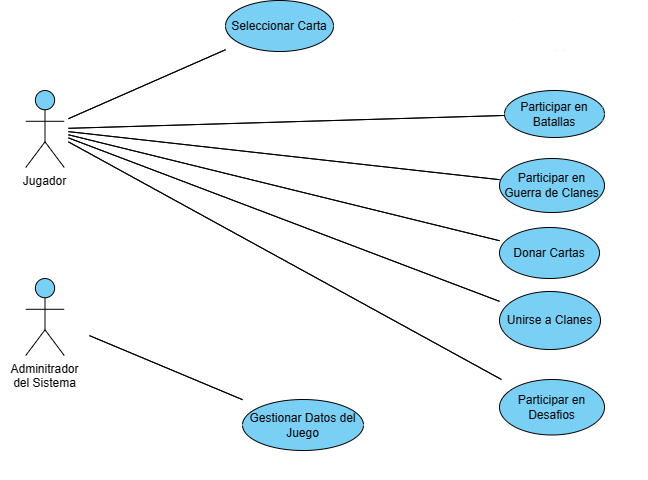 Seleccionar Carta
Participar en
Batallas
Jugador
Participar en
Guerra de Clanes
Donar Cartas
Unirse a Clanes
Adminitrador
del Sistema
Participar en
Desafios
Gestionar Datos del
Juego